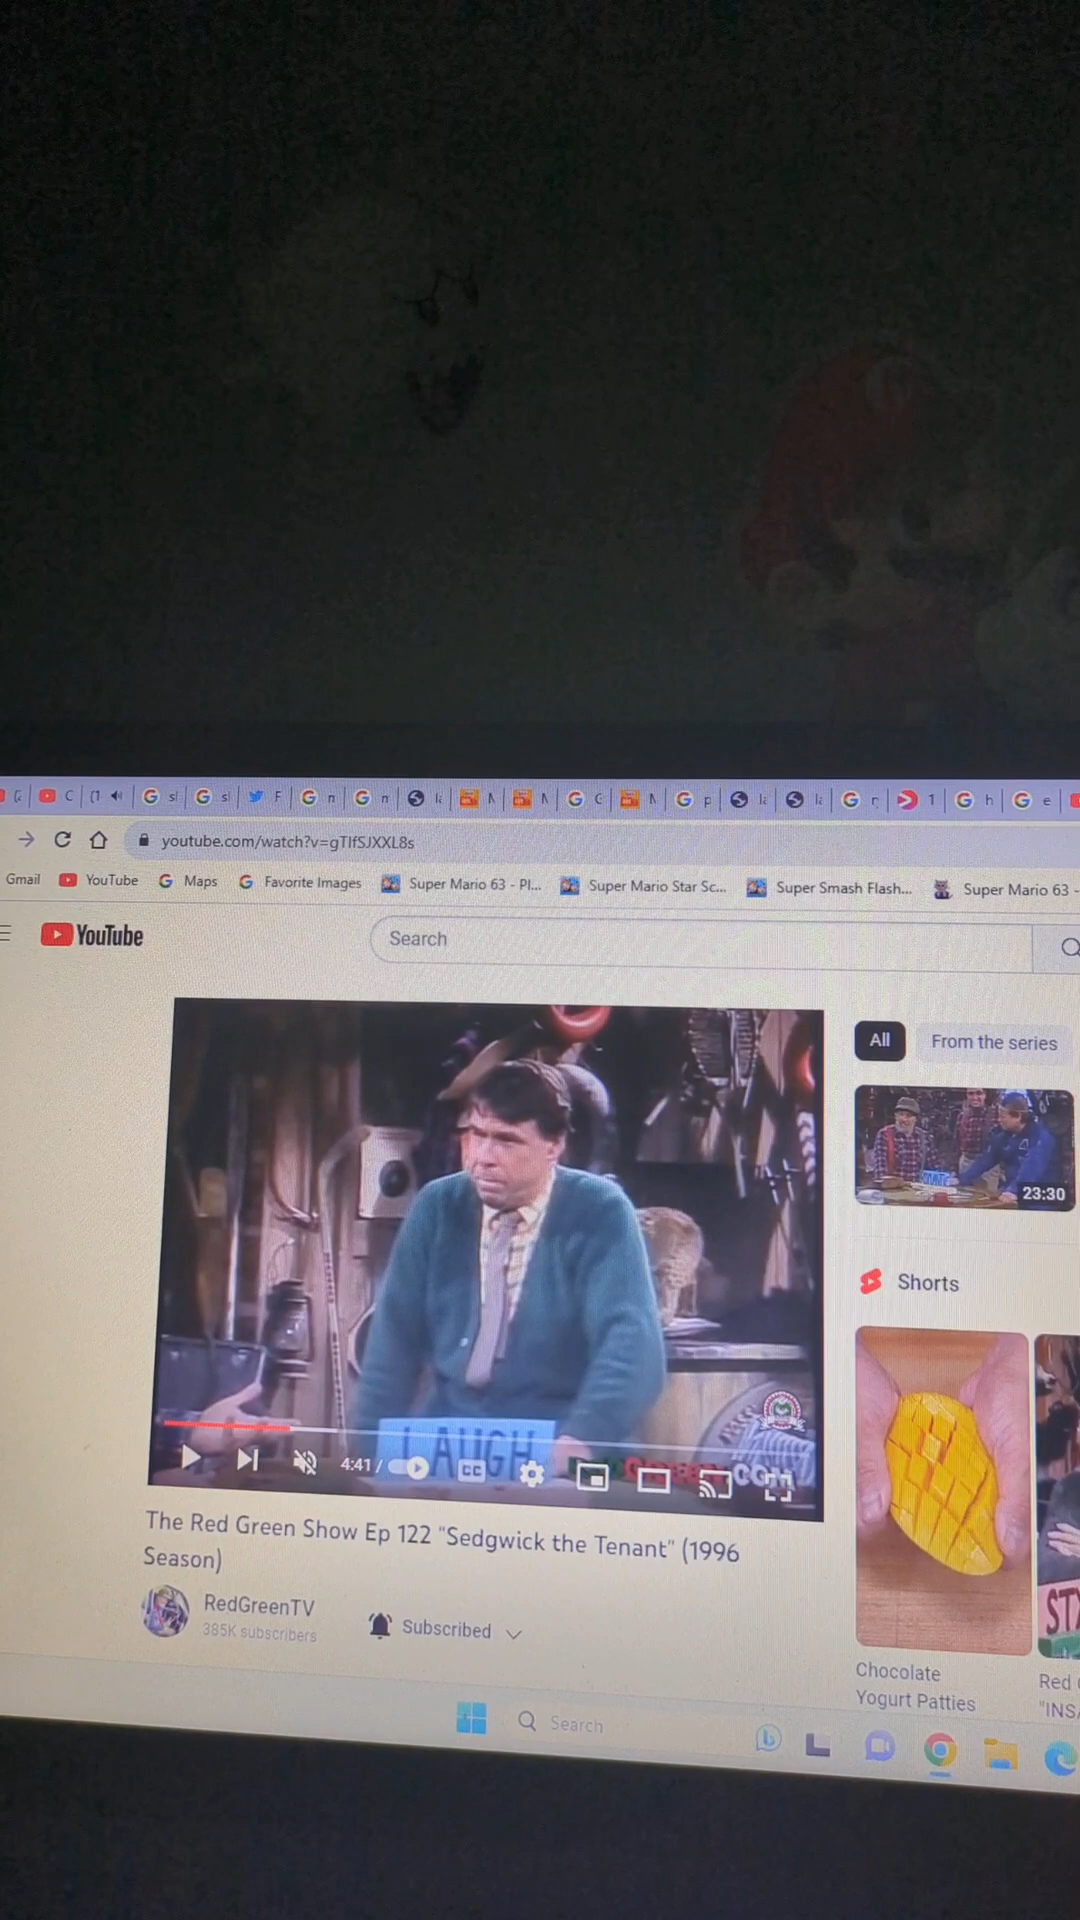 youtube.com/watch?v=gTIfSJXXL8s
Gmail YouTube Maps Favorite Images Super Mario 63 - Pl... Super Mario Star Sc... Super Smash Flash... Super Mario 63 -
YouTube
Search
All From the series
23:30
Shorts
LAUGH
4:41 /
CC
The Red Green Show Ep 122 "Sedgwick the Tenant" (1996
Season)
RedGreenTV
385K subscribers
Subscribed
Chocolate
Yogurt Patties
Red
"INS
Search